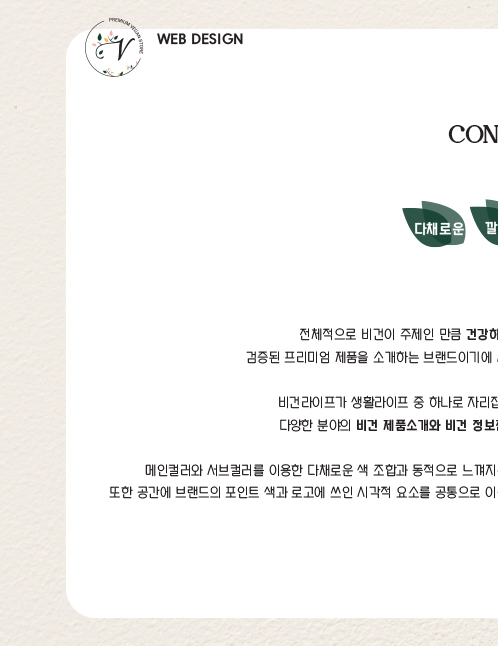 PREMIUM VEGAN STORE
V
WEB DESIGN
CON
다채로운 깔
전체적으로 비건이 주제인 만큼 건강하
검증된 프리미엄 제품을 소개하는 브랜드이기에
비건라이프가 생활라이프 중 하나로 자리잡
다양한 분야의 비건 제품소개와 비건 정보
메인컬러와 서브컬러를 이용한 다채로운 색 조합과 동적으로 느껴지
또한 공간에 브랜드의 포인트 색과 로고에 쓰인 시각적 요소를 공통으로 이